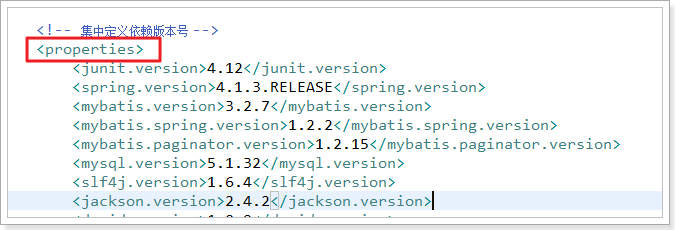 <!-- 集中定义依赖版本号 -->
<properties>
<junit.version>4.12</junit.version>
<spring.version>4.1.3.RELEASE</spring.version>
<mybatis.version>3.2.7</mybatis.version>
<mybatis.spring.version>1.2.2</mybatis.spring.version>
<mybatis.paginator.version>1.2.15</mybatis.paginator.version>
<mysql.version>5.1.32</mysql.version>
<slf4j.version>1.6.4</slf4j.version>
<jackson.version>2.4.2</jackson.version>